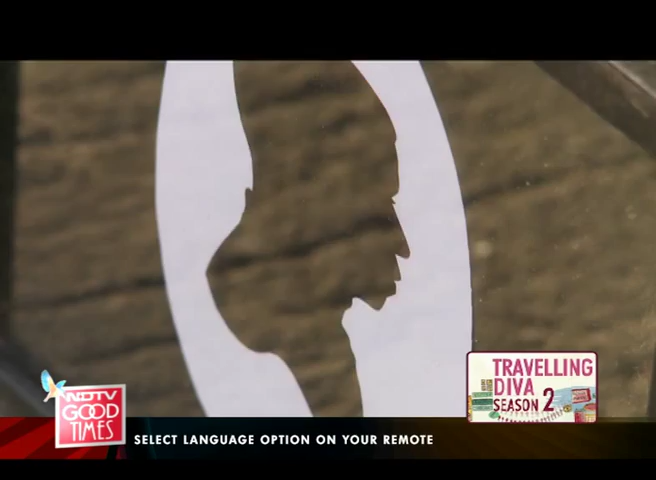 TRAVELLING
DIVA
SEASON 2
NDTV
GOOD
TIMES
SELECT LANGUAGE OPTION ON YOUR REMOTE